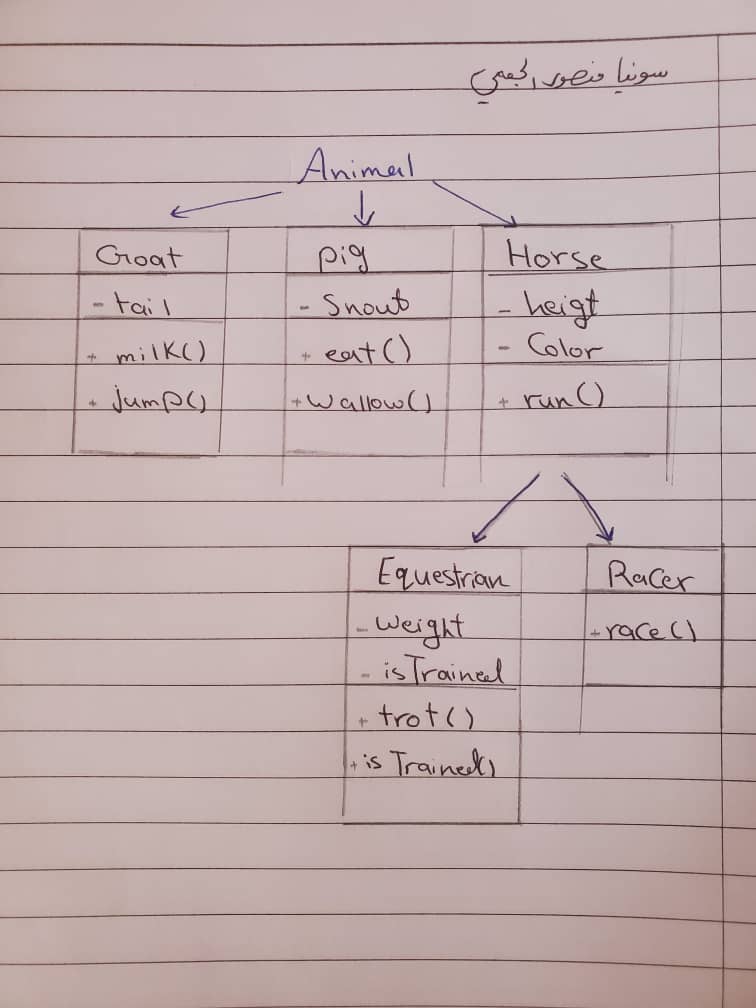 سونيا منصور الجعمي
Animal
Goat
- tail
+ milk()
+ jump()
pig
- Snout
+ eat()
+ wallow()
Horse
- heigt
- Color
+ run()
Equestrian
- weight
- isTrained
+ trot()
+ is Trained()
Racer
+ race()